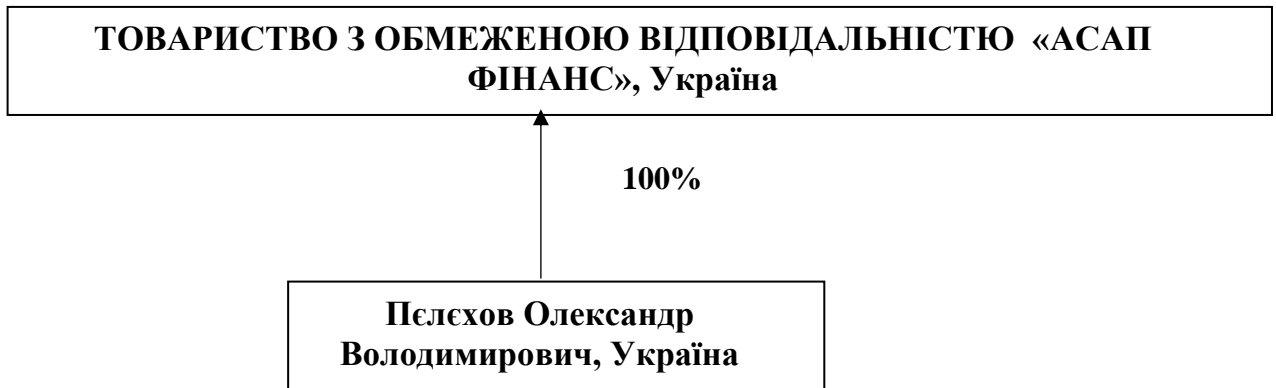 ТОВАРИСТВО З ОБМЕЖЕНОЮ ВІДПОВІДАЛЬНІСТЮ «АСАП
ФІНАНС», Україна
100%
Пєлєхов Олександр
Володимирович, Україна